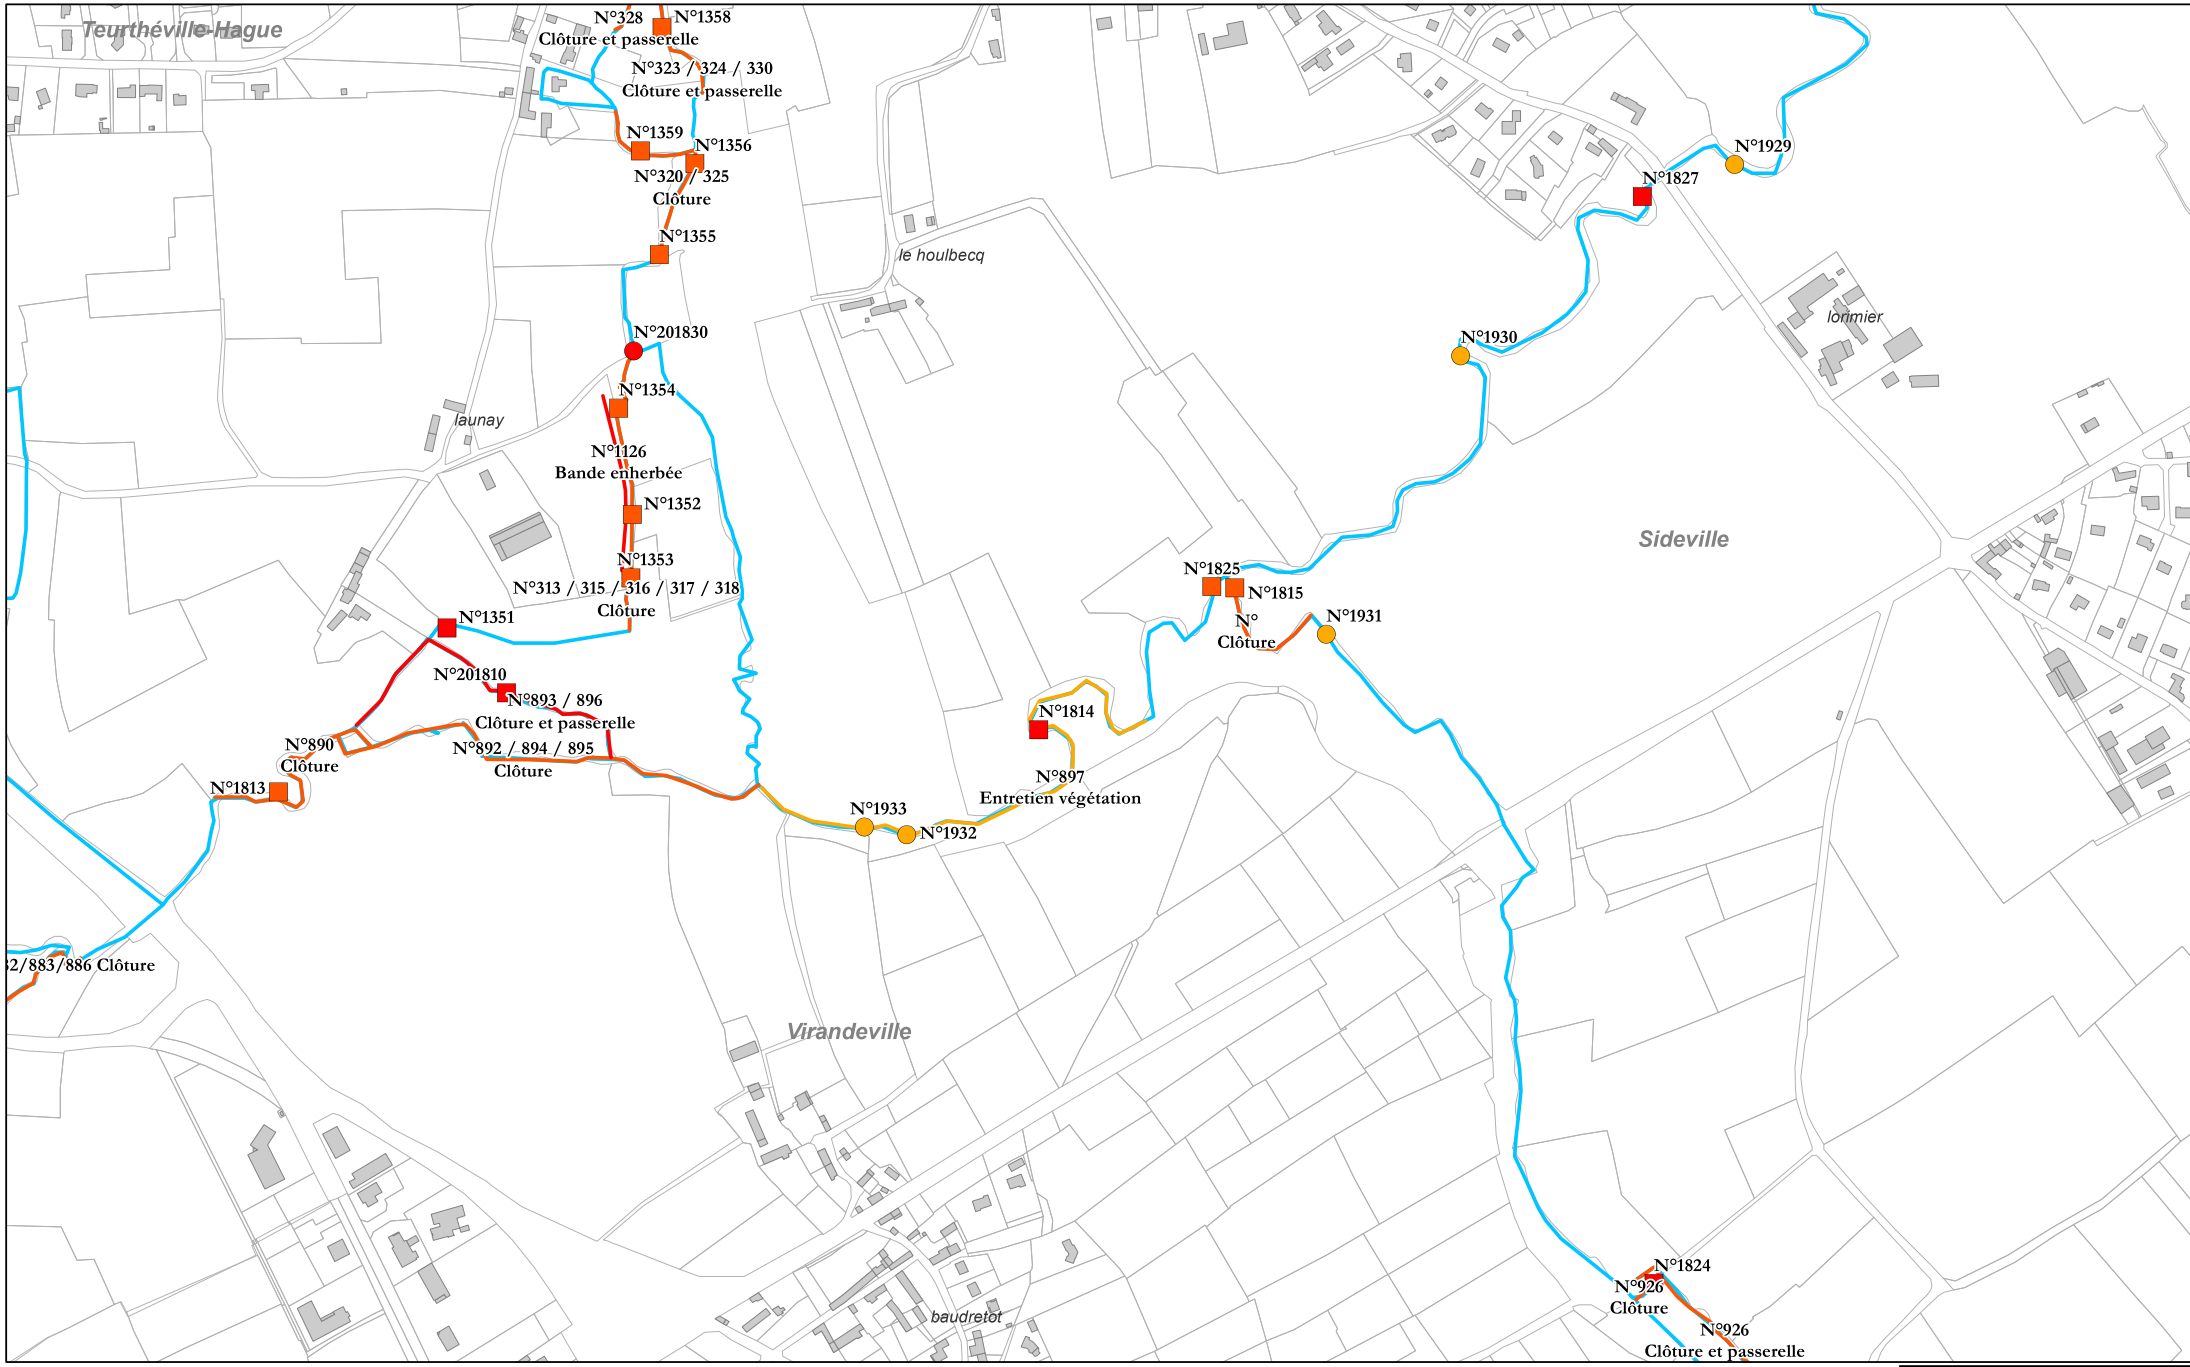 Teurthéville-Hague
N°328
N°1358
Clôture et passerelle
N°323 / 324 / 330
Clôture et passerelle
N°1359
N°1356
N°320 / 325
Clôture
N°1355
le houlbecq
N°1929
N°1827
lorimier
N°201830
N°1930
N°1354
launay
N°1126
Bande enherbée
N°1352
Sideville
N°1353
N°313 / 315 / 316 / 317 / 318
Clôture
N°1825
N°1815
N°
Clôture
N°1931
N°1351
N°201810
N°893 / 896
Clôture et passerelle
N°1814
N°890
Clôture
N°892 / 894 / 895
Clôture
N°1813
N°897
Entretien végétation
N°1933
N°1932
32/883/886 Clôture
Virandeville
N°1824
N°926
Clôture
baudretot
N°926
Clôture et passerelle